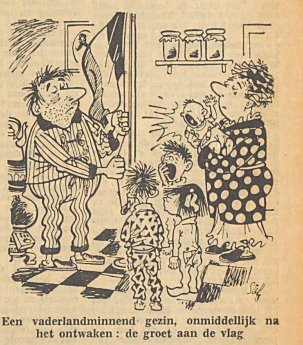 Een vaderlandminnend gezin, onmiddellijk na
het ontwaken : de groet aan de vlag